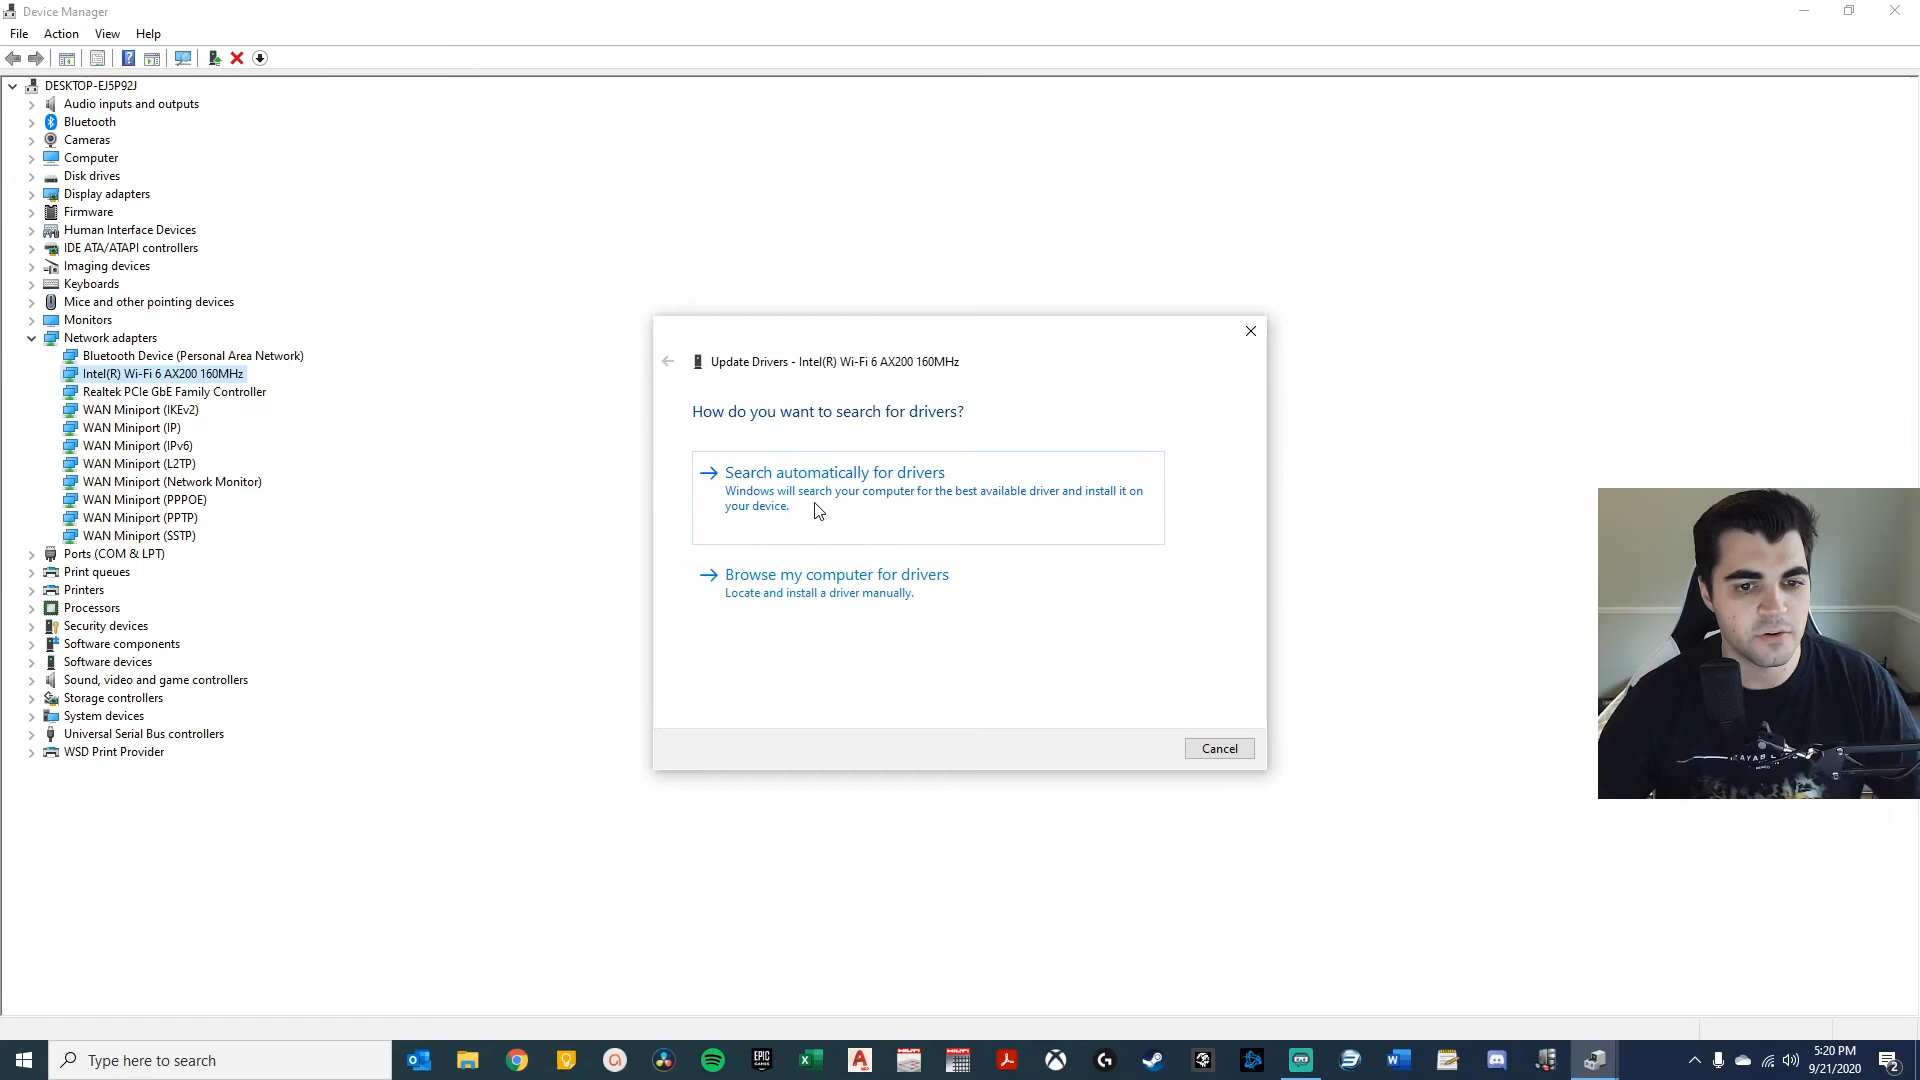 Device Manager
File Action View Help
DESKTOP-EJ5P92J
Audio inputs and outputs
Bluetooth
Cameras
Computer
Disk drives
Display adapters
Firmware
Human Interface Devices
IDE ATA/ATAPI controllers
Imaging devices
Keyboards
Mice and other pointing devices
Monitors
Network adapters
Bluetooth Device (Personal Area Network)
Intel(R) Wi-Fi 6 AX200 160MHz
Realtek PCIe GbE Family Controller
WAN Miniport (IKEv2)
WAN Miniport (IP)
WAN Miniport (IPv6)
WAN Miniport (L2TP)
WAN Miniport (Network Monitor)
WAN Miniport (PPPOE)
WAN Miniport (PPTP)
WAN Miniport (SSTP)
Ports (COM & LPT)
Print queues
Printers
Processors
Security devices
Software components
Software devices
Sound, video and game controllers
Storage controllers
System devices
Universal Serial Bus controllers
WSD Print Provider
Update Drivers - Intel(R) Wi-Fi 6 AX200 160MHz
How do you want to search for drivers?
Search automatically for drivers
Windows will search your computer for the best available driver and install it on
your device.
Browse my computer for drivers
Locate and install a driver manually.
Cancel
Type here to search
EPIC
GAMES
5:20 PM
9/21/2020
2